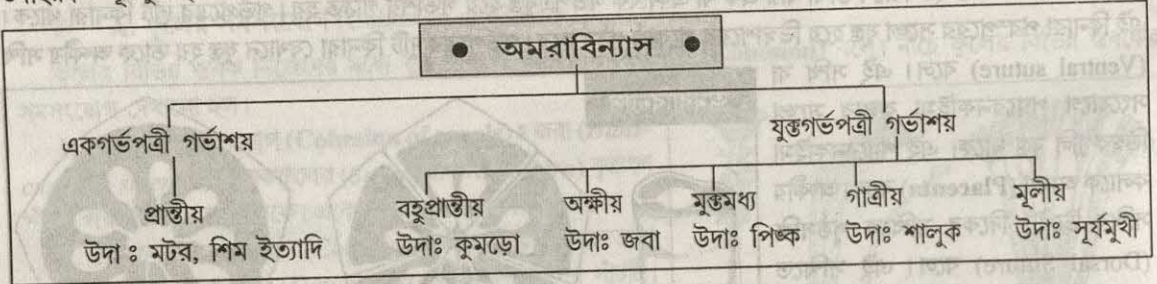 ● অমরাবিন্যাস ●
একগর্ভপত্রী গর্ভাশয় যুক্তগর্ভপত্রী গর্ভাশয়
প্রান্তীয় বহুপ্রান্তীয় অক্ষীয় মুক্তমধ্য গাত্রীয় মূলীয়
উদা ঃ মটর, শিম ইত্যাদি উদাঃ কুমড়ো উদাঃ জবা উদাঃ পিঙ্ক উদাঃ শালুক উদাঃ সূর্যমুখী